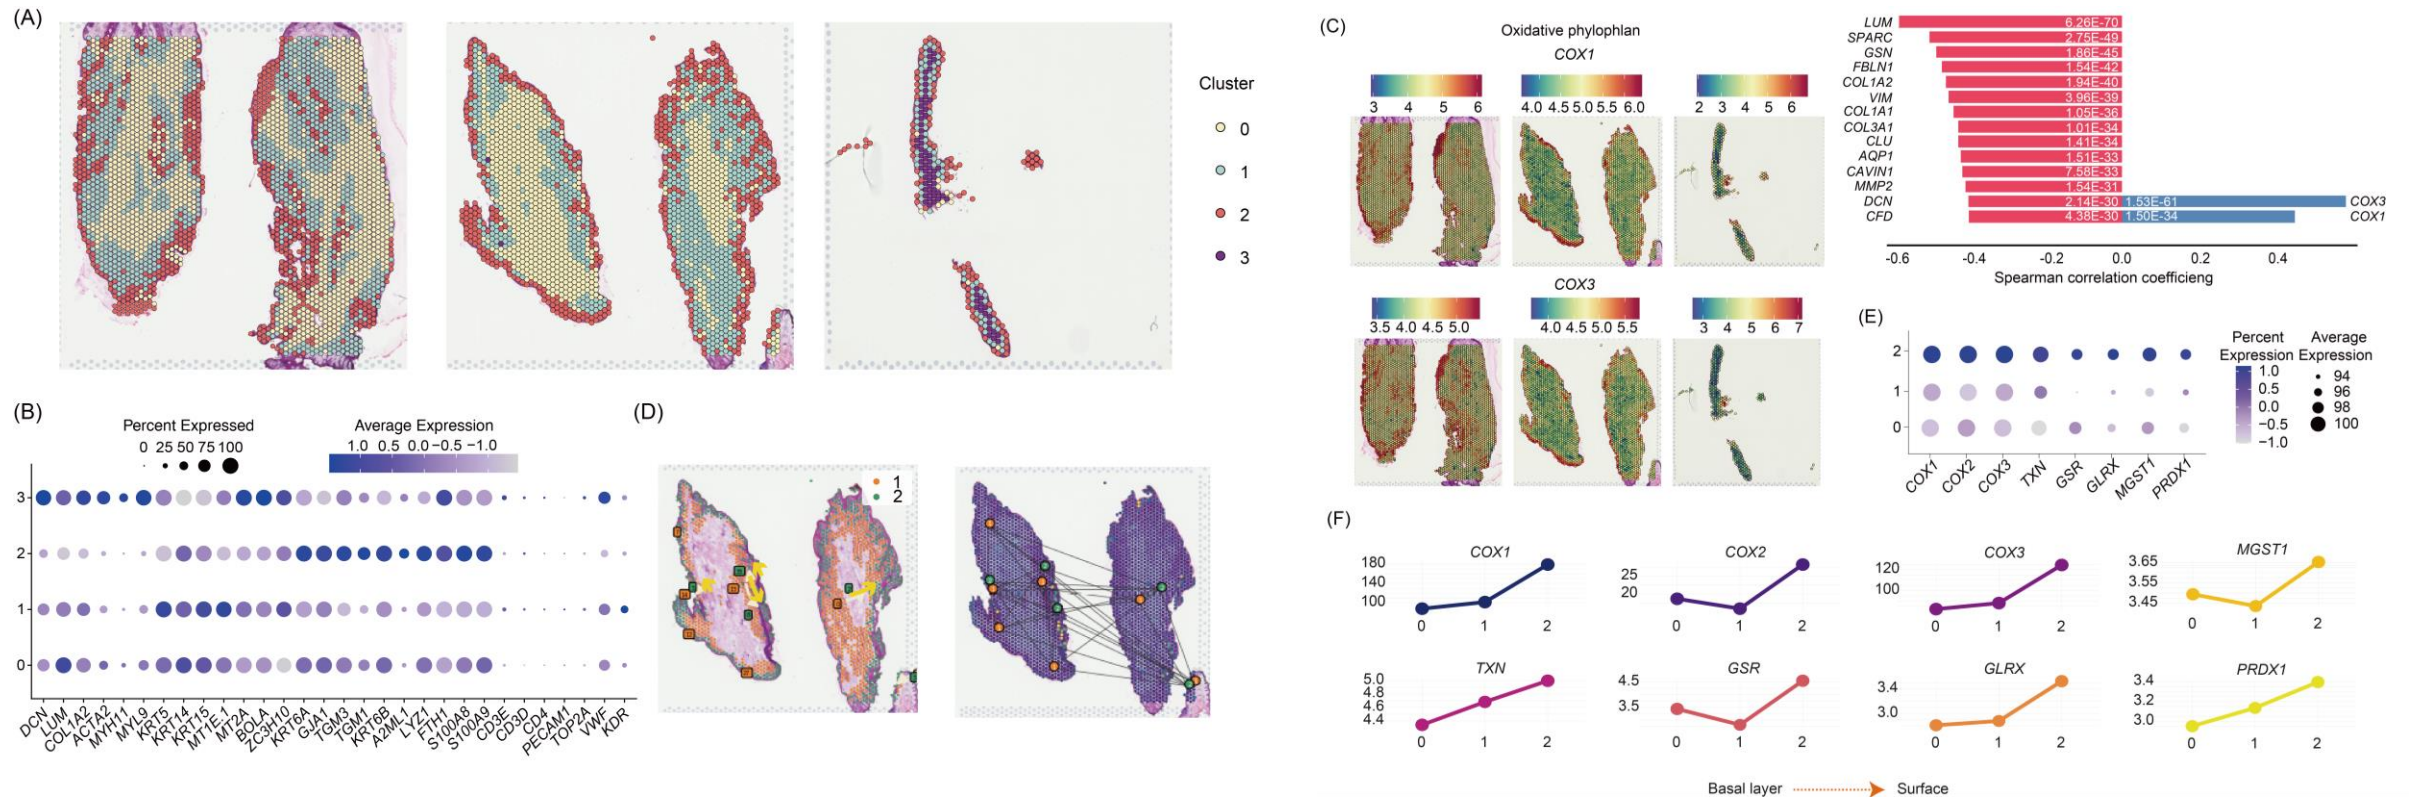 (A)
Cluster
0
1
2
3
(B)
Percent Expressed
0 25 50 75 100
Average Expression
1.0 0.5 0.0 −0.5 −1.0
3
2
1
0
DCN
LUM
COL1A2
ACTA2
MYH11
MYL9
KRT5
KRT14
KRT15
MT1E.1
MT2A
BOLA
ZC3H10
KRT6A
GJA1
TGM3
TGM1
KRT6B
A2ML1
LYZ1
FTH1
S100A8
S100A9
CD3E
CD3D
CD4
PECAM1
TOP2A
VWF
KDR
(D)
1
2
(C)
Oxidative phylophlan
COX1
3 4 5 6
4.0 4.5 5.0 5.5 6.0
2 3 4 5 6
COX3
3.5 4.0 4.5 5.0
4.0 4.5 5.0 5.5
3 4 5 6 7
LUM 6.26E-70
SPARC 2.75E-49
GSN 1.86E-45
FBLN1 1.54E-42
COL1A2 1.94E-40
VIM 3.96E-39
COL1A1 1.05E-36
COL3A1 1.01E-34
CLU 1.41E-34
AQP1 1.51E-33
CAVIN1 7.58E-33
MMP2 1.54E-31
DCN 2.14E-30 1.53E-61 COX3
CFD 4.38E-30 1.50E-34 COX1
-0.6 -0.4 -0.2 0.0 0.2 0.4
Spearman correlation coefficieng
(E)
2
1
0
COX1
COX2
COX3
TXN
GSR
GLRX
MGST1
PRDX1
Percent Expression
1.0
0.5
0.0
−0.5
−1.0
Average Expression
94
96
98
100
(F)
COX1
180
140
100
0 1 2
COX2
25
20
0 1 2
COX3
120
100
0 1 2
MGST1
3.65
3.55
3.45
0 1 2
TXN
5.0
4.8
4.6
4.4
0 1 2
GSR
4.5
3.5
0 1 2
GLRX
3.4
3.0
0 1 2
PRDX1
3.4
3.2
3.0
0 1 2
Basal layer Surface